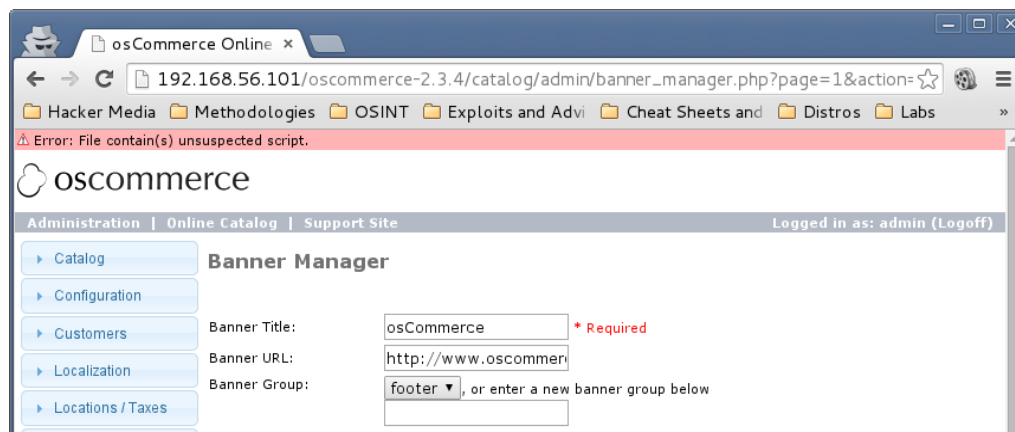 osCommerce Online ×
192.168.56.101/oscommerce-2.3.4/catalog/admin/banner_manager.php?page=1&action=
Hacker Media Methodologies OSINT Exploits and Advi Cheat Sheets and Distros Labs »
Error: File contain(s) unsuspected script.
oscommerce
Administration | Online Catalog | Support Site Logged in as: admin (Logoff)
Catalog
Configuration
Customers
Localization
Locations / Taxes
Banner Manager
Banner Title: osCommerce * Required
Banner URL: http://www.oscommer
Banner Group: footer ▼ , or enter a new banner group below